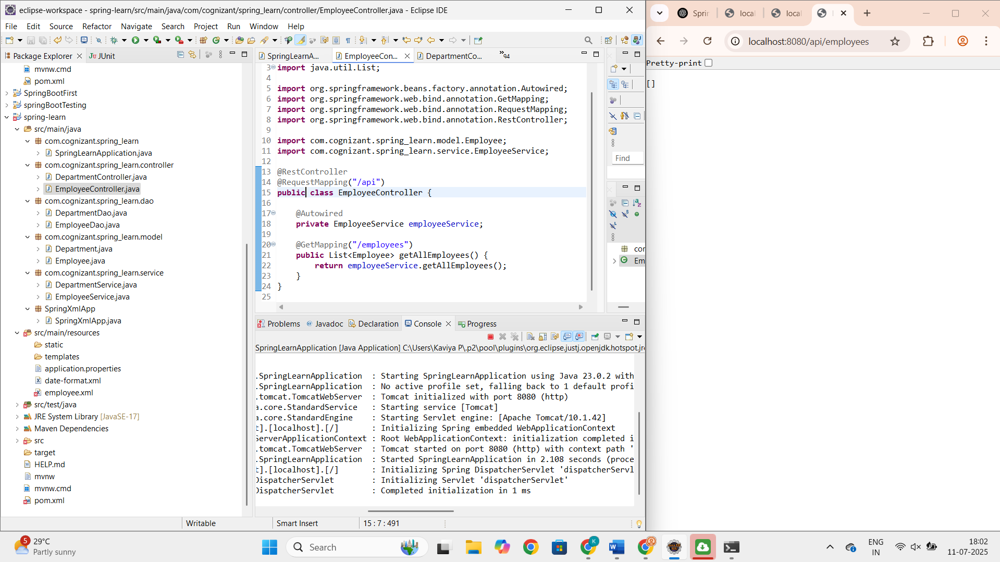 eclipse-workspace - spring-learn/src/main/java/com/cognizant/spring_learn/controller/EmployeeController.java - Eclipse IDE
File Edit Source Refactor Navigate Search Project Run Window Help
Package Explorer JUnit
mvnw.cmd
pom.xml
SpringBootFirst
springBootTesting
spring-learn
src/main/java
com.cognizant.spring_learn
SpringLearnApplication.java
com.cognizant.spring_learn.controller
DepartmentController.java
EmployeeController.java
com.cognizant.spring_learn.dao
DepartmentDao.java
EmployeeDao.java
com.cognizant.spring_learn.model
Department.java
Employee.java
com.cognizant.spring_learn.service
DepartmentService.java
EmployeeService.java
SpringXmlApp
SpringXmlApp.java
src/main/resources
static
templates
application.properties
date-format.xml
employee.xml
src/test/java
JRE System Library [JavaSE-17]
Maven Dependencies
src
target
HELP.md
mvnw
mvnw.cmd
pom.xml
SpringLearnA... EmployeeCon... DepartmentCo... »94
3 import java.util.List;
4
5 import org.springframework.beans.factory.annotation.Autowired;
6 import org.springframework.web.bind.annotation.GetMapping;
7 import org.springframework.web.bind.annotation.RequestMapping;
8 import org.springframework.web.bind.annotation.RestController;
9
10 import com.cognizant.spring_learn.model.Employee;
11 import com.cognizant.spring_learn.service.EmployeeService;
12
13 @RestController
14 @RequestMapping("/api")
15 public class EmployeeController {
16
17 @Autowired
18 private EmployeeService employeeService;
19
20 @GetMapping("/employees")
21 public List<Employee> getAllEmployees() {
22 return employeeService.getAllEmployees();
23 }
24 }
25
Find
cor
Em
Problems @ Javadoc Declaration Console Progress
SpringLearnApplication [Java Application] C:\Users\Kaviya P\.p2\pool\plugins\org.eclipse.justj.openjdk.hotspot.jre
.SpringLearnApplication : Starting SpringLearnApplication using Java 23.0.2 with
.SpringLearnApplication : No active profile set, falling back to 1 default profi
.tomcat.TomcatWebServer : Tomcat initialized with port 8080 (http)
a.core.StandardService : Starting service [Tomcat]
a.core.StandardEngine : Starting Servlet engine: [Apache Tomcat/10.1.42]
t].[localhost].[/] : Initializing Spring embedded WebApplicationContext
ServerApplicationContext : Root WebApplicationContext: initialization completed i
.tomcat.TomcatWebServer : Tomcat started on port 8080 (http) with context path '
.SpringLearnApplication : Started SpringLearnApplication in 2.108 seconds (proce
t].[localhost].[/] : Initializing Spring DispatcherServlet 'dispatcherServl
DispatcherServlet : Initializing Servlet 'dispatcherServlet'
DispatcherServlet : Completed initialization in 1 ms
Writable Smart Insert 15 : 7 : 491
Sprin local local
localhost:8080/api/employees
Pretty-print
[]
5
29°C
Partly sunny
Search
K
ENG
IN
18:02
11-07-2025